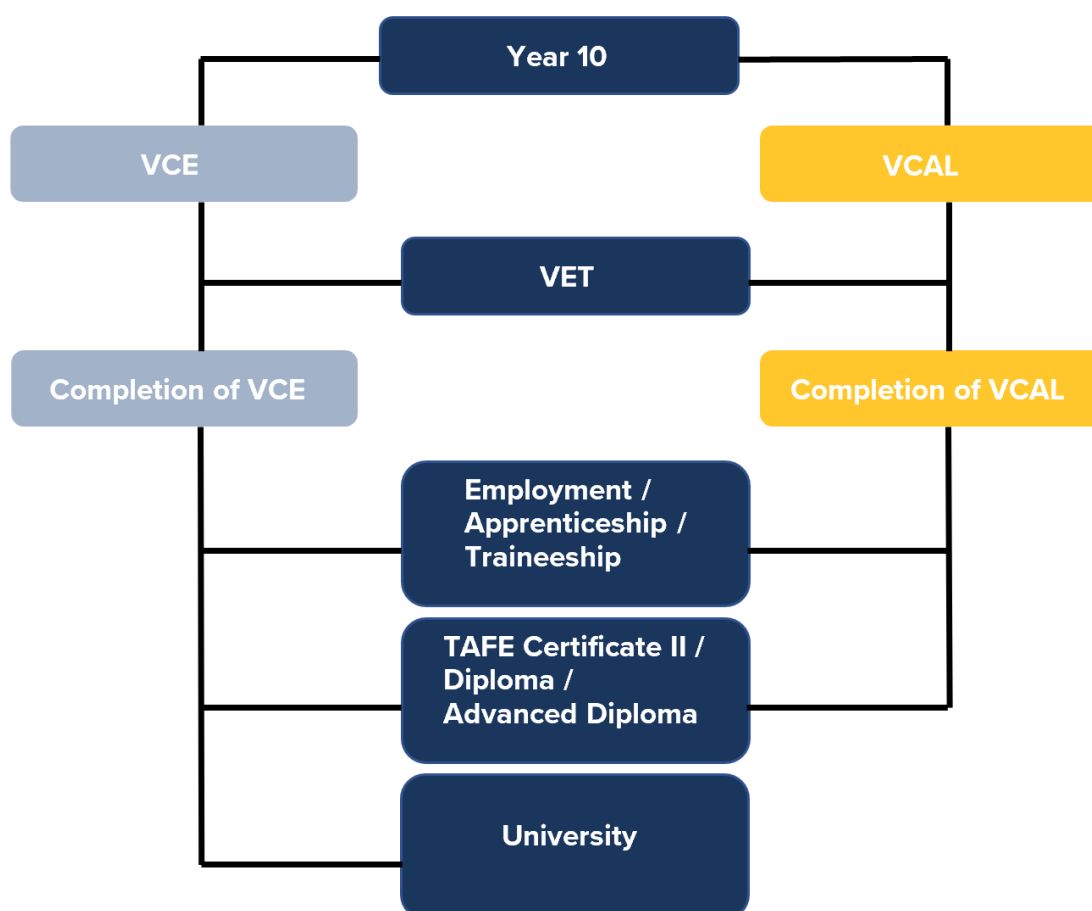 Year 10
VCE
VCAL
VET
Completion of VCE
Completion of VCAL
Employment /
Apprenticeship /
Traineeship
TAFE Certificate II /
Diploma /
Advanced Diploma
University